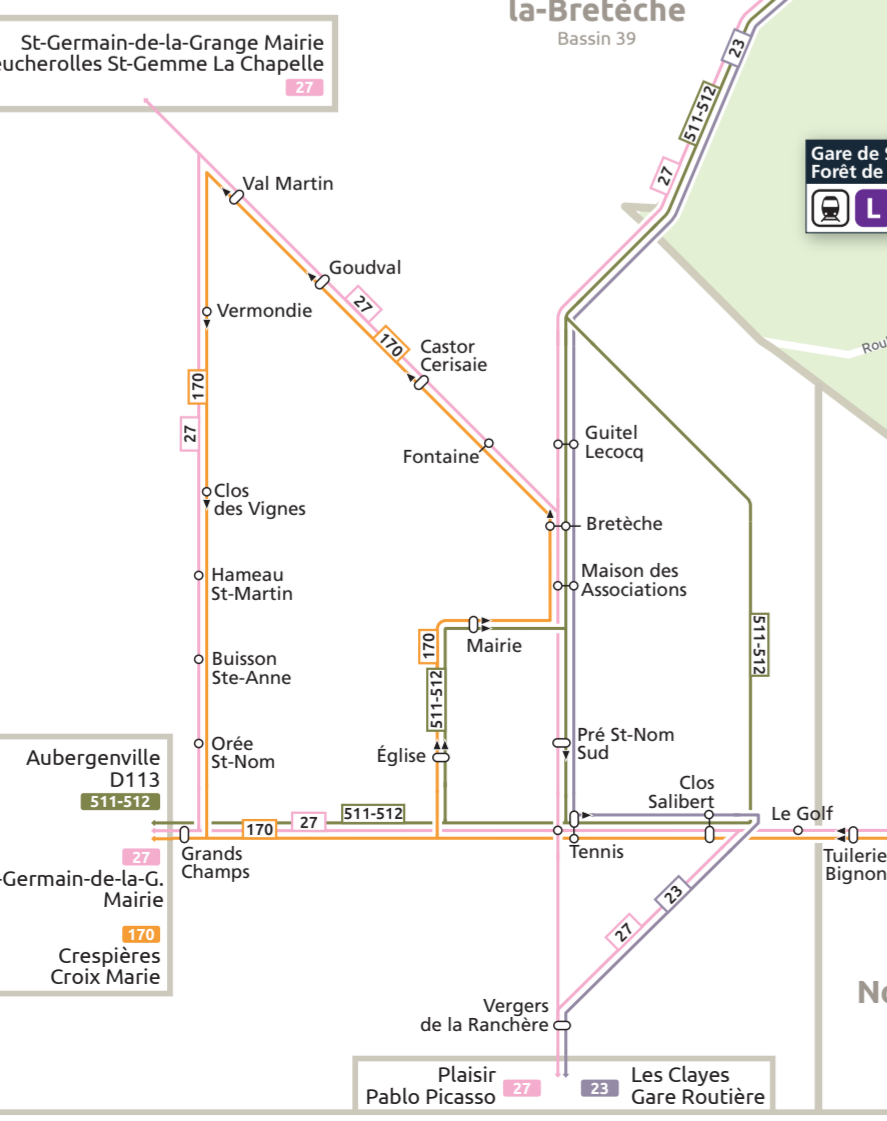 la-Bretèche
Bassin 39
St-Germain-de-la-Grange Mairie
St-Gemme La Chapelle
27
23
511-512
27
Gare de
Forêt de
L
Val Martin
Goudval
27
170
Castor
Cerisaie
Vermondie
170
27
Fontaine
Guitel
Lecocq
Clos
des Vignes
Bretèche
Hameau
St-Martin
Maison des
Associations
170
Mairie
511-512
511-512
Buisson
Ste-Anne
Orée
St-Nom
Église
Pré St-Nom
Sud
Clos
Salibert
Le Golf
Aubergenville
D113
511-512
170
27
511-512
Grands
Champs
Tennis
Tuilerie
Bignon
27
-Germain-de-la-G.
Mairie
170
Crespières
Croix Marie
27
23
Vergers
de la Ranchère
Plaisir
Pablo Picasso
27
23
Les Clayes
Gare Routière